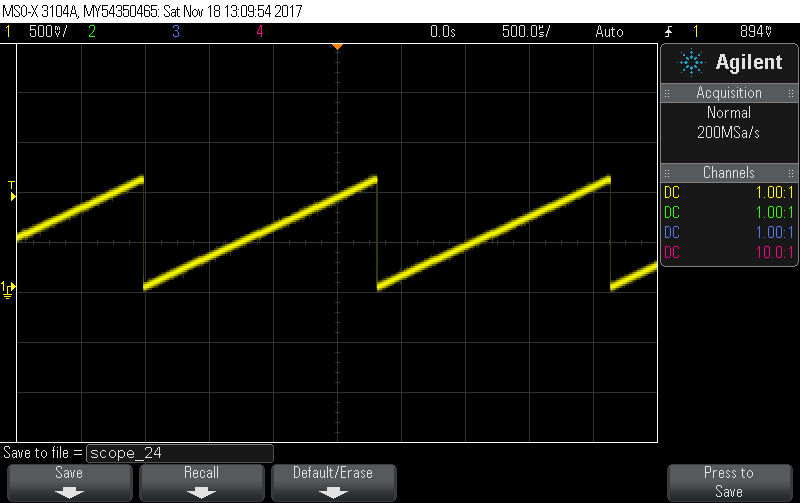 MSO-X 3104A, MY54350465: Sat Nov 18 13:09:54 2017
1 500mV/ 2 3 4 0.0s 500.0µs/ Auto 1 894mV
Agilent
Acquisition
Normal
200MSa/s
Channels
DC 1.00:1
DC 1.00:1
DC 1.00:1
DC 10.0:1
T
1
Save to file = scope_24
Save Recall Default/Erase Press to Save